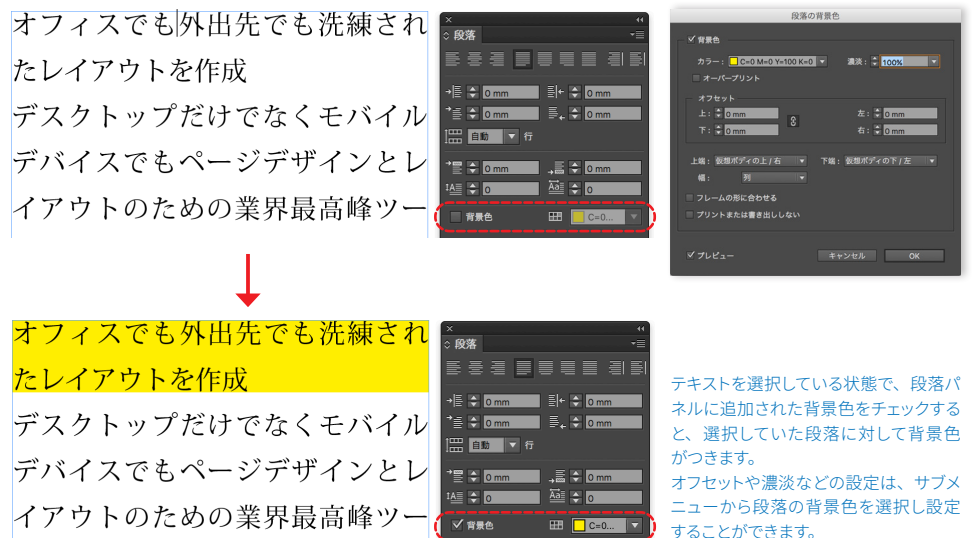 オフィスでも外出先でも洗練され
たレイアウトを作成
デスクトップだけでなくモバイル
デバイスでもページデザインとレ
イアウトのための業界最高峰ツー
段落
0 mm
0 mm
0 mm
0 mm
自動
行
0 mm
0 mm
0
0
背景色
C=0...
段落の背景色
背景色
カラー：
C=0 M=0 Y=100 K=0
濃淡：
100%
オーバープリント
オフセット
上：
0 mm
左：
0 mm
下：
0 mm
右：
0 mm
上端：
仮想ボディの上 / 右
下端：
仮想ボディの下 / 左
幅：
列
フレームの形に合わせる
プリントまたは書き出ししない
プレビュー
キャンセル
OK
オフィスでも外出先でも洗練され
たレイアウトを作成
デスクトップだけでなくモバイル
デバイスでもページデザインとレ
イアウトのための業界最高峰ツー
段落
0 mm
0 mm
0 mm
0 mm
自動
行
0 mm
0 mm
0
0
背景色
C=0...
テキストを選択している状態で、段落パ
ネルに追加された背景色をチェックする
と、選択していた段落に対して背景色
がつきます。
オフセットや濃淡などの設定は、サブメ
ニューから段落の背景色を選択し設定
することができます。